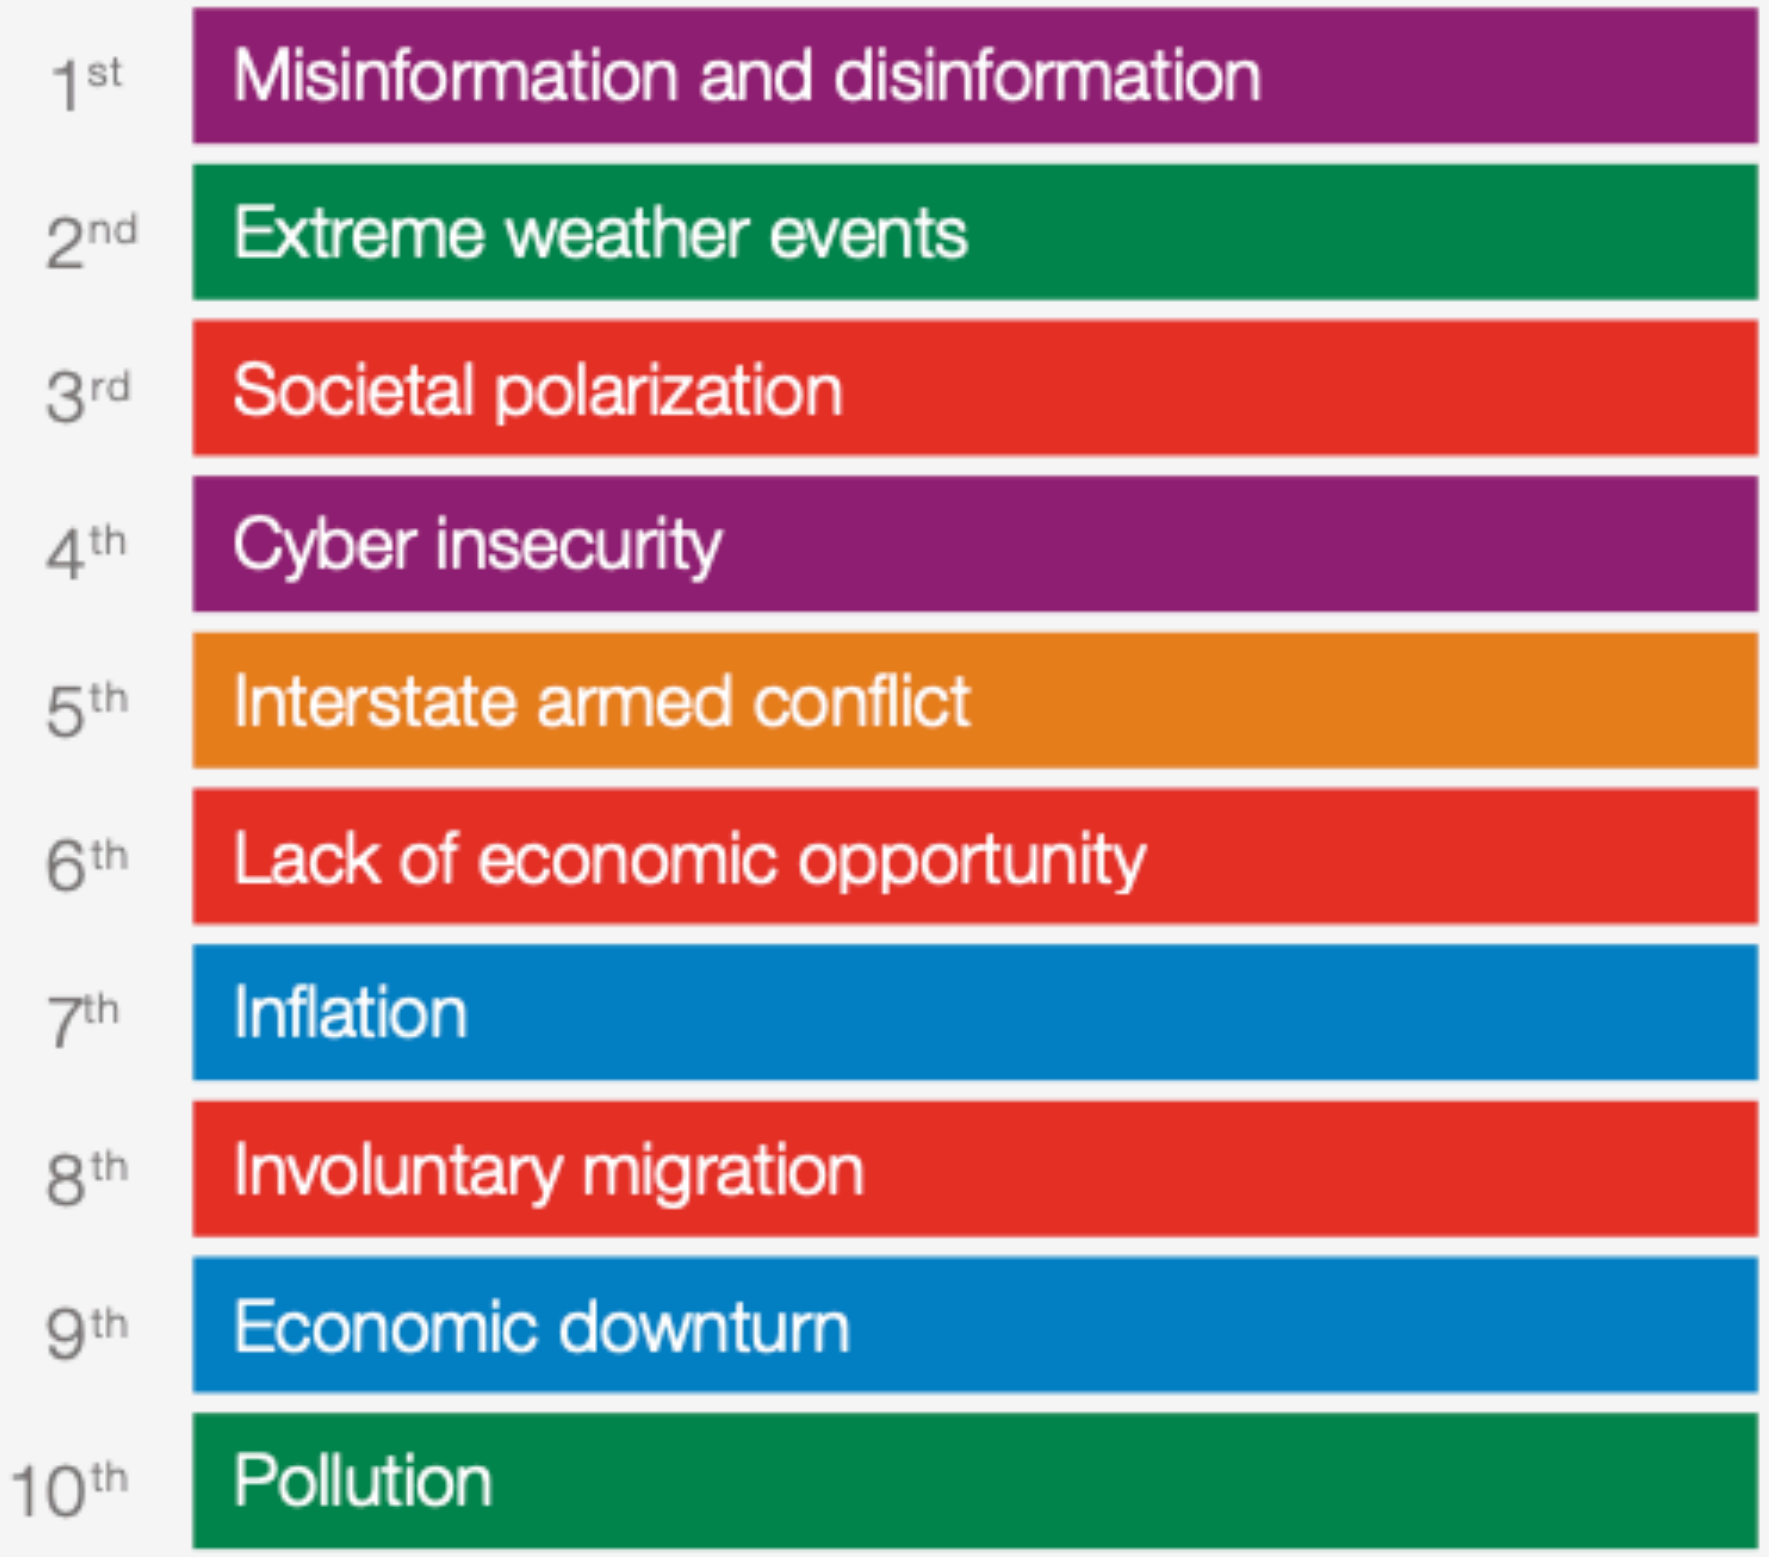 1st Misinformation and disinformation
2nd Extreme weather events
3rd Societal polarization
4th Cyber insecurity
5th Interstate armed conflict
6th Lack of economic opportunity
7th Inflation
8th Involuntary migration
9th Economic downturn
10th Pollution